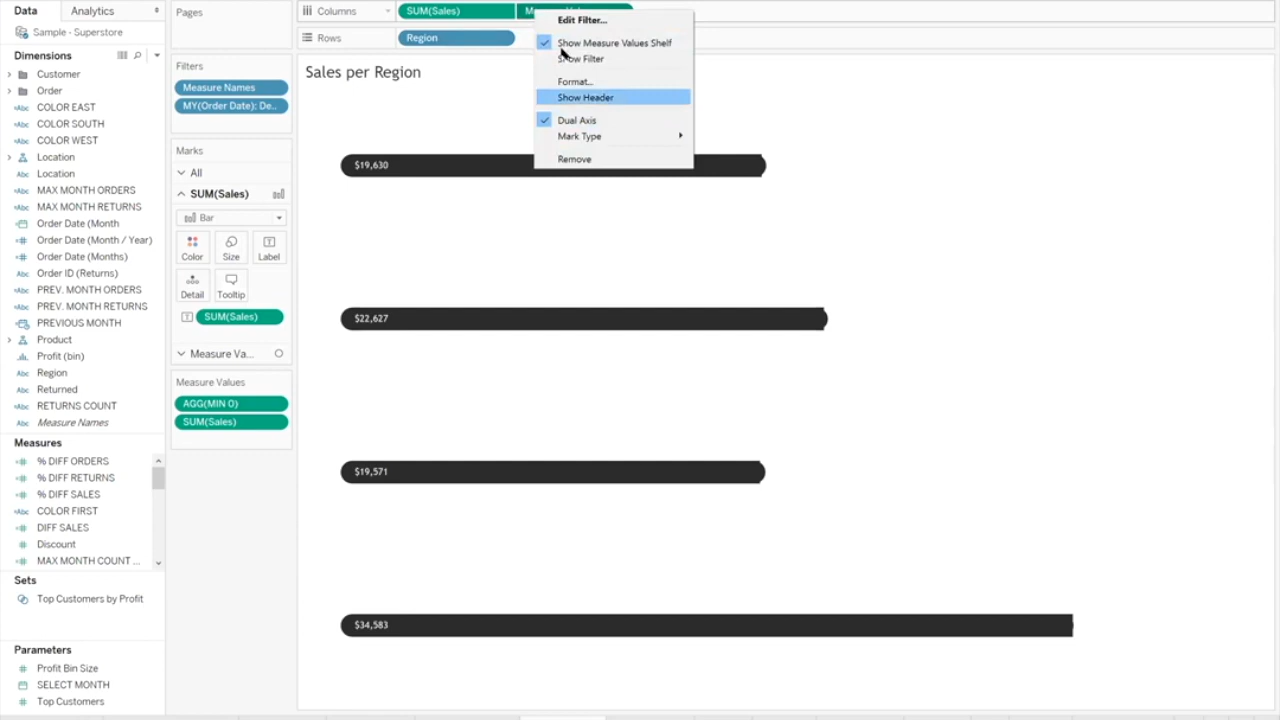 Data
Analytics
Sample - Superstore
Dimensions
Customer
Order
COLOR EAST
COLOR SOUTH
COLOR WEST
Location
Location
MAX MONTH ORDERS
MAX MONTH RETURNS
Order Date (Month
Order Date (Month / Year)
Order Date (Months)
Order ID (Returns)
PREV. MONTH ORDERS
PREV. MONTH RETURNS
PREVIOUS MONTH
Product
Profit (bin)
Region
Returned
RETURNS COUNT
Measure Names
Measures
% DIFF ORDERS
% DIFF RETURNS
% DIFF SALES
COLOR FIRST
DIFF SALES
Discount
MAX MONTH COUNT ...
Sets
Top Customers by Profit
Parameters
Profit Bin Size
SELECT MONTH
Top Customers
Pages
Filters
Measure Names
MY(Order Date): De..
Marks
All
SUM(Sales)
Bar
Color
Size
Label
Detail
Tooltip
SUM(Sales)
Measure Va...
Measure Values
AGG(MIN 0)
SUM(Sales)
Columns
SUM(Sales)
Rows
Region
Sales per Region
$19,630
$22,627
$19,571
$34,583
Edit Filter...
Show Measure Values Shelf
Show Filter
Format...
Show Header
Dual Axis
Mark Type
Remove